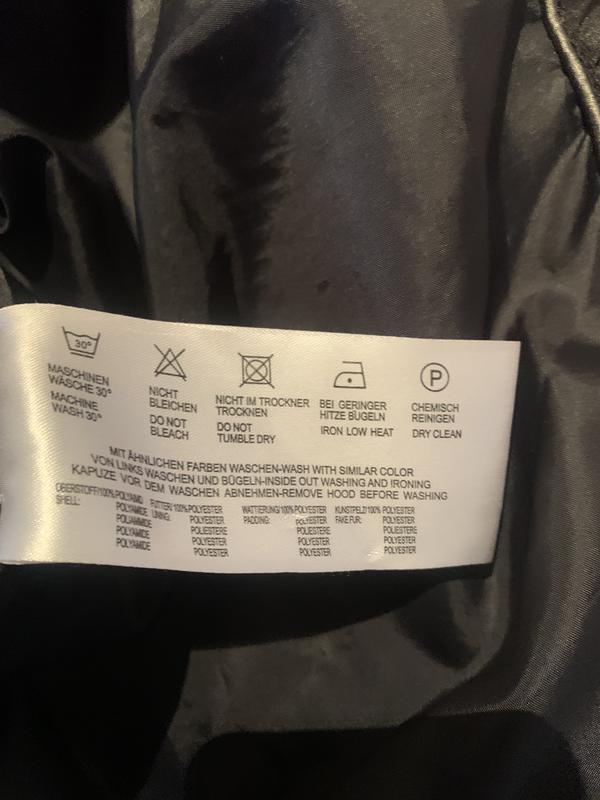 30°
MASCHINEN
WÄSCHE 30°
MACHINE
WASH 30°
NICHT
BLEICHEN
DO NOT
BLEACH
NICHT IM TROCKNER
TROCKNEN
DO NOT
TUMBLE DRY
BEI GERINGER
HITZE BÜGELN
IRON LOW HEAT
P
CHEMISCH
REINIGEN
DRY CLEAN
MIT ÄHNLICHEN FARBEN WASCHEN-WASH WITH SIMILAR COLOR
VON LINKS WASCHEN UND BÜGELN-INSIDE OUT WASHING AND IRONING
KAPUZE VOR DEM WASCHEN ABNEHMEN-REMOVE HOOD BEFORE WASHING
OBERSTOFF/100%POLYAMID
SHELL: POLYAMIDE
POLIAMMIDE
POLYAMIDE
POLYAMIDE
FUTTER/100%POLYESTER
LINING: POLYESTER
POLIESTERE
POLYESTER
POLYESTER
WATTIERUNG/100%POLYESTER
PADDING: POLYESTER
POLIESTERE
POLYESTER
POLYESTER
KUNSTPELZ/100% POLYESTER
FAKE FUR: POLYESTER
POLIESTERE
POLYESTER
POLYESTER